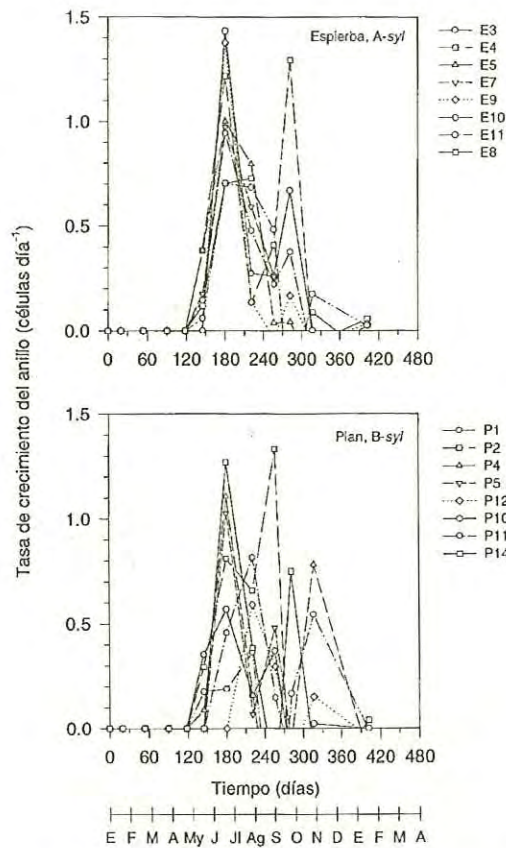 Esplerba, A-syl
E3
E4
E5
E7
E9
E10
E11
E8
1.5
1.0
0.5
0.0
0 60 120 180 240 300 360 420 480
Tasa de crecimiento del anillo (células día⁻¹)
Plan, B-syl
P1
P2
P4
P5
P12
P10
P11
P14
1.5
1.0
0.5
0.0
0 60 120 180 240 300 360 420 480
Tiempo (días)
E F M A My J Jl Ag S O N D E F M A